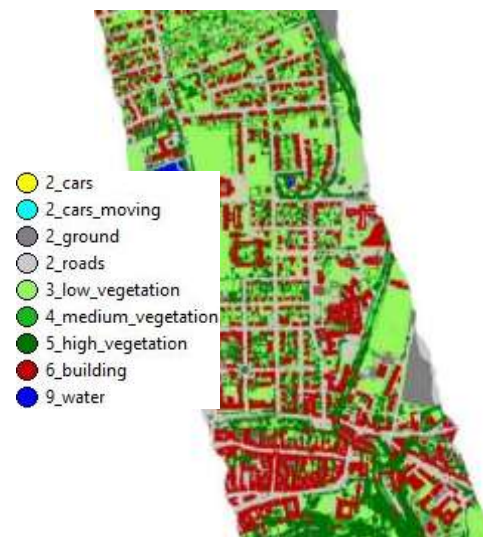 2_cars
2_cars_moving
2_ground
2_roads
3_low_vegetation
4_medium_vegetation
5_high_vegetation
6_building
9_water